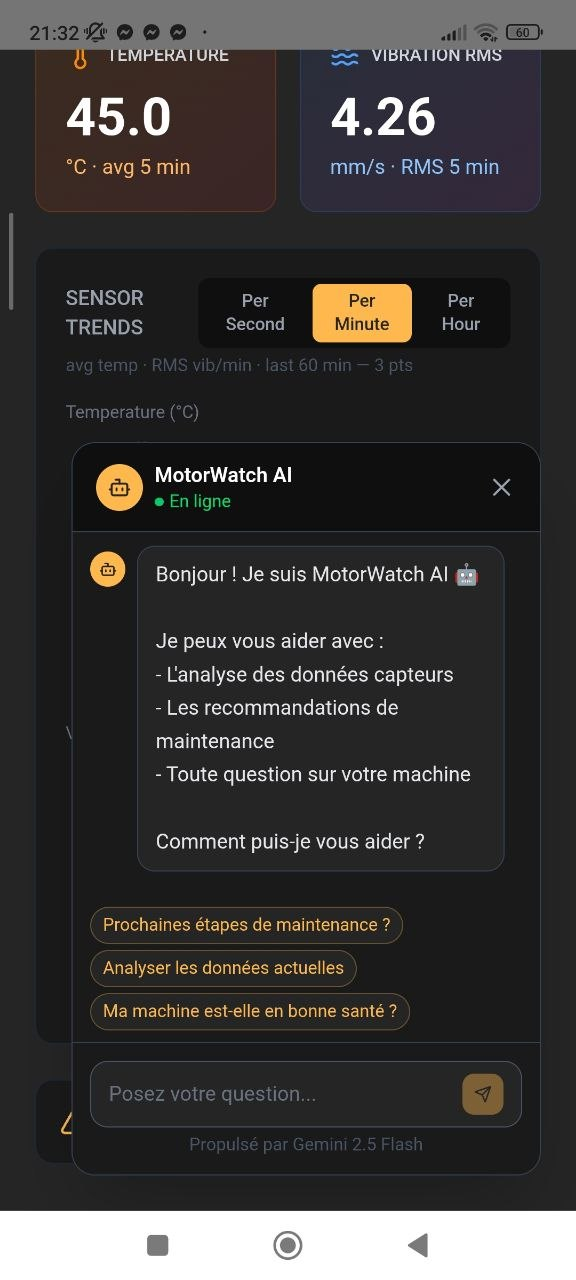 21:32
60
TEMPERATURE
VIBRATION RMS
45.0
4.26
°C · avg 5 min
mm/s · RMS 5 min
SENSOR
TRENDS
Per
Second
Per
Minute
Per
Hour
avg temp · RMS vib/min · last 60 min — 3 pts
Temperature (°C)
MotorWatch AI
En ligne
Bonjour ! Je suis MotorWatch AI 🤖
Je peux vous aider avec :
- L'analyse des données capteurs
- Les recommandations de
maintenance
- Toute question sur votre machine
Comment puis-je vous aider ?
Prochaines étapes de maintenance ?
Analyser les données actuelles
Ma machine est-elle en bonne santé ?
Posez votre question...
Propulsé par Gemini 2.5 Flash